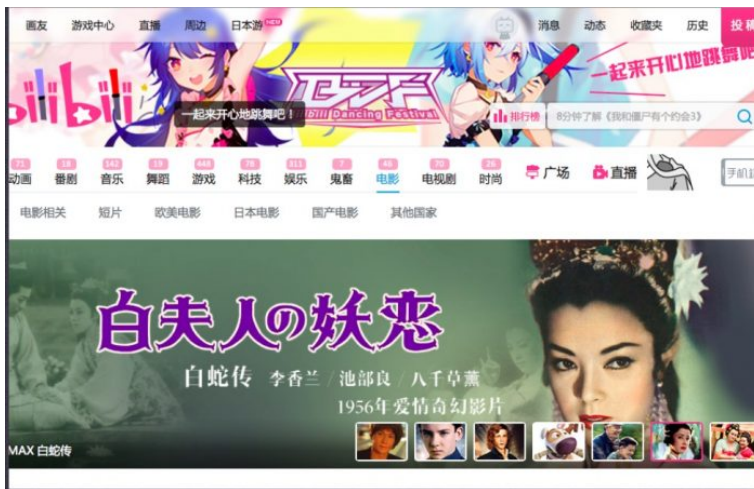 画友 游戏中心 直播 周边 日本游 NEW 消息 动态 收藏夹 历史 投稿
bilibili
BDF
bilibili Dancing Festival
一起来开心地跳舞吧
一起来开心地跳舞吧！
排行榜 8分钟了解《我和僵尸有个约会3》
71 18 142 19 448 78 311 7 46 70 26
动画 番剧 音乐 舞蹈 游戏 科技 娱乐 鬼畜 电影 电视剧 时尚 广场 直播
电影相关 短片 欧美电影 日本电影 国产电影 其他国家
白夫人の妖恋
白蛇传 李香兰 / 池部良 / 八千草薰
1956年爱情奇幻影片
MAX 白蛇传